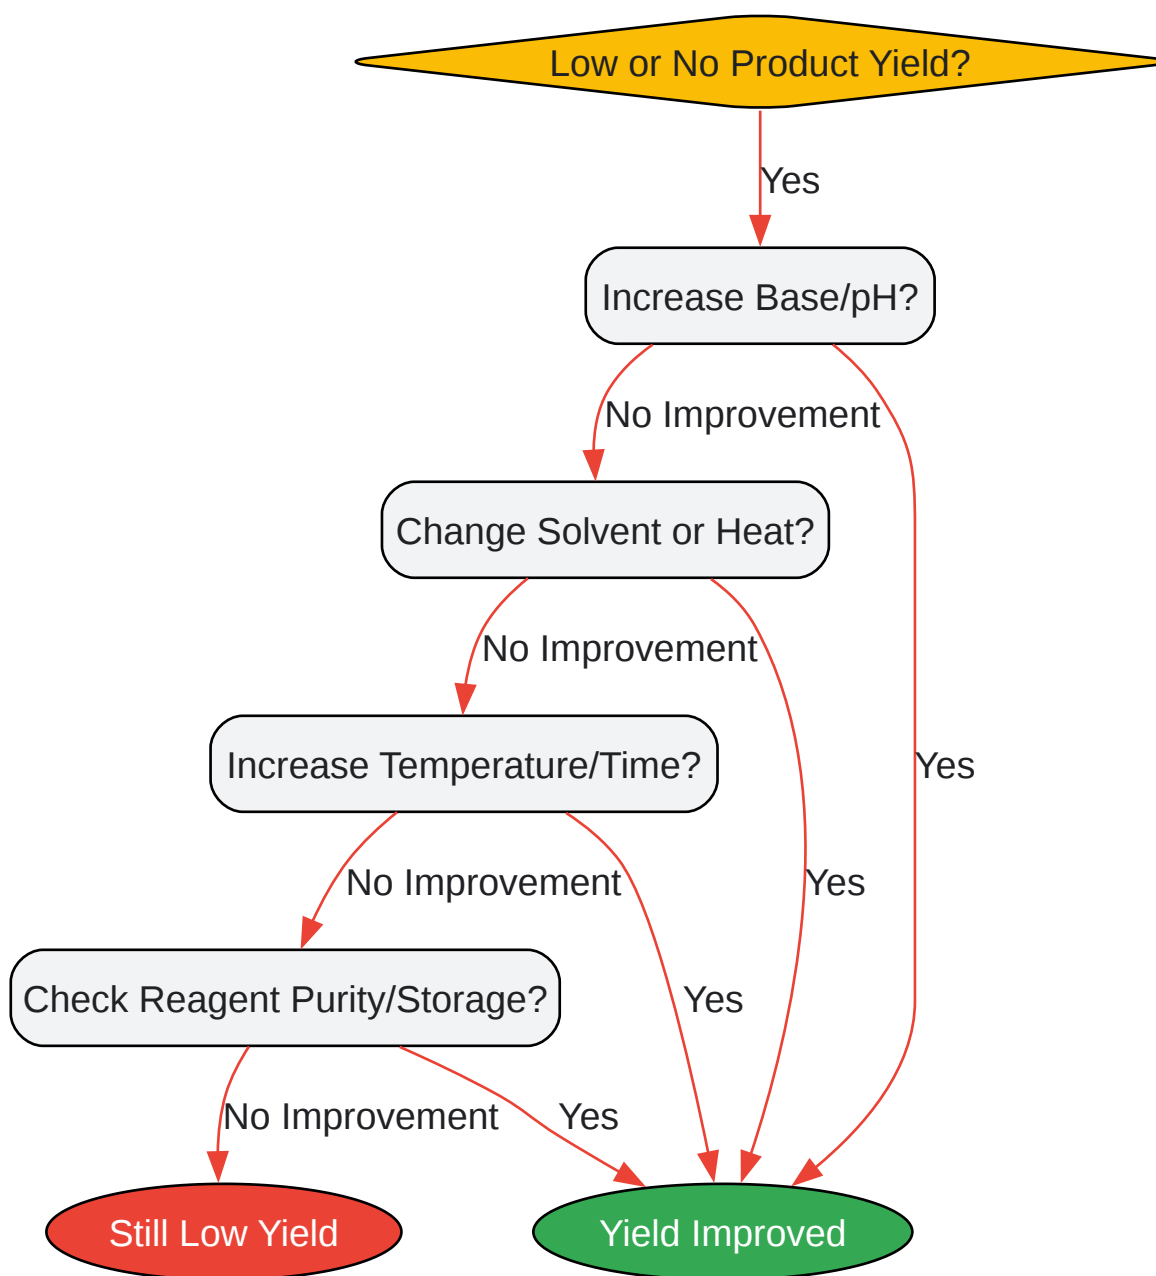 Low or No Product Yield?
Yes
Increase Base/pH?
No Improvement
Change Solvent or Heat?
No Improvement
Increase Temperature/Time?
Yes
No Improvement
Yes
Check Reagent Purity/Storage?
Yes
No Improvement
Yes
Still Low Yield
Yield Improved